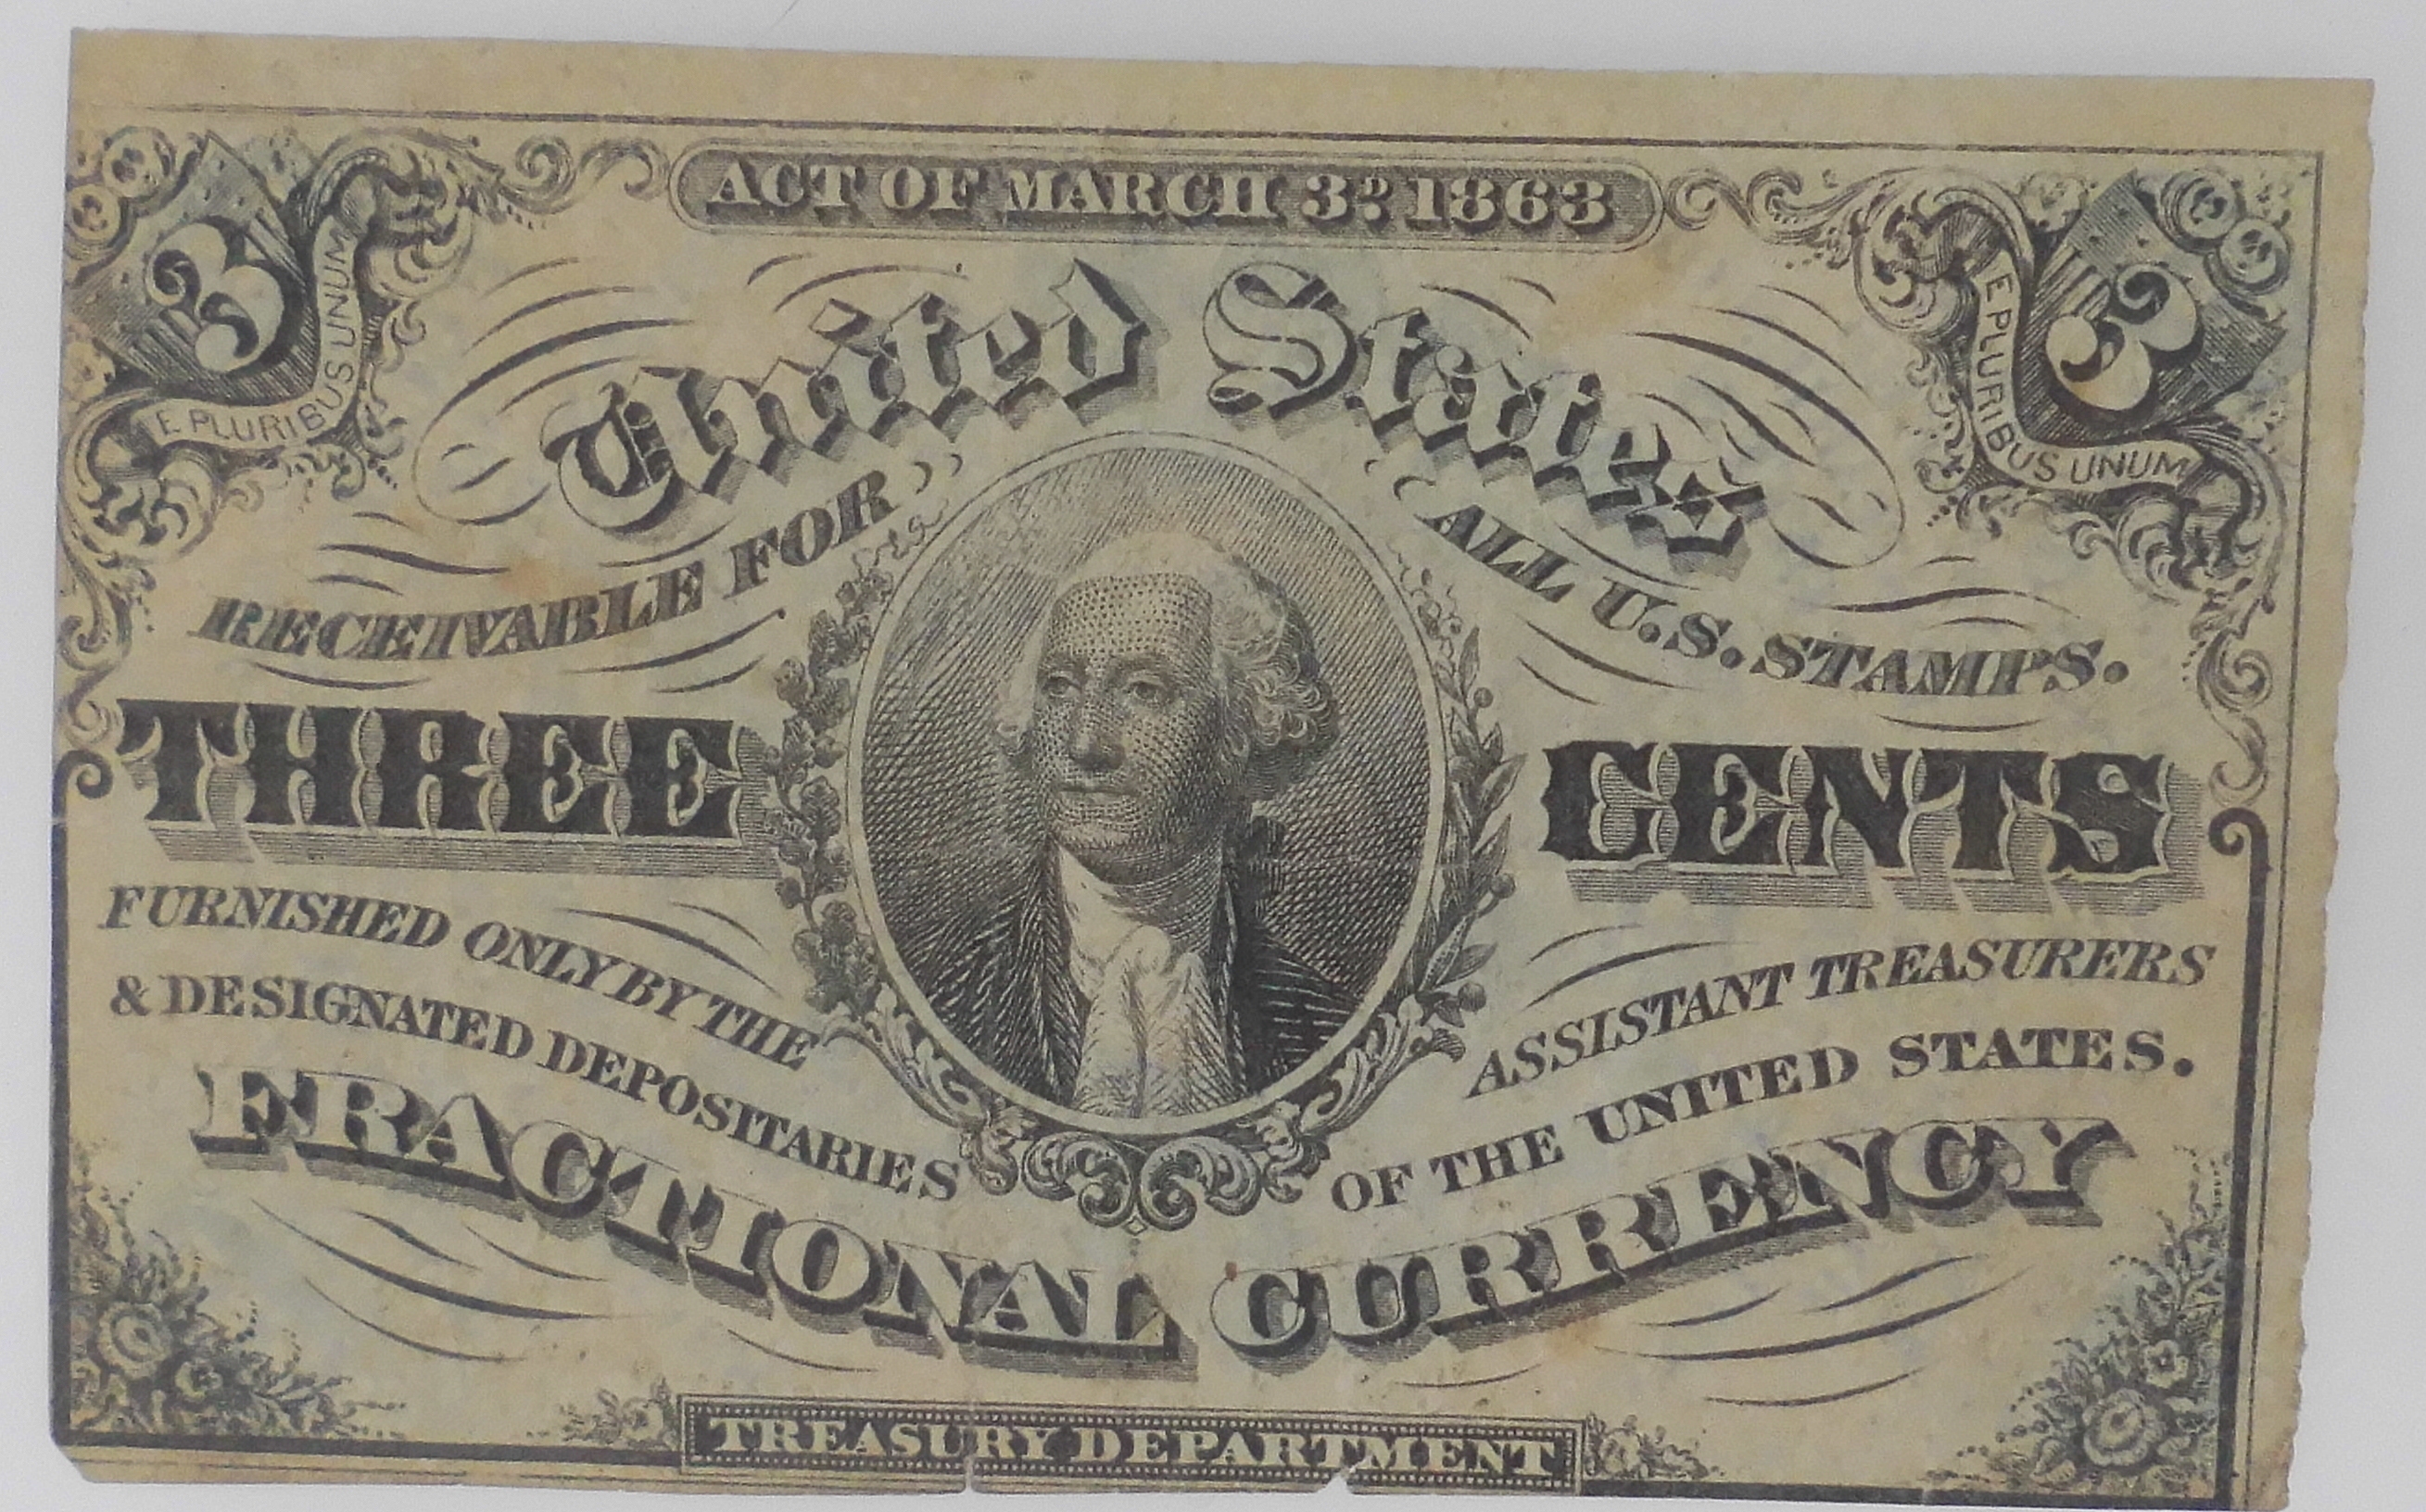 ACT OF MARCH 3D 1863
3
3
E PLURIBUS UNUM
E PLURIBUS UNUM
United States
RECEIVABLE FOR ALL U.S. STAMPS.
THREE CENTS
FURNISHED ONLY BY THE ASSISTANT TREASURERS
& DESIGNATED DEPOSITARIES OF THE UNITED STATES.
FRACTIONAL CURRENCY
TREASURY DEPARTMENT